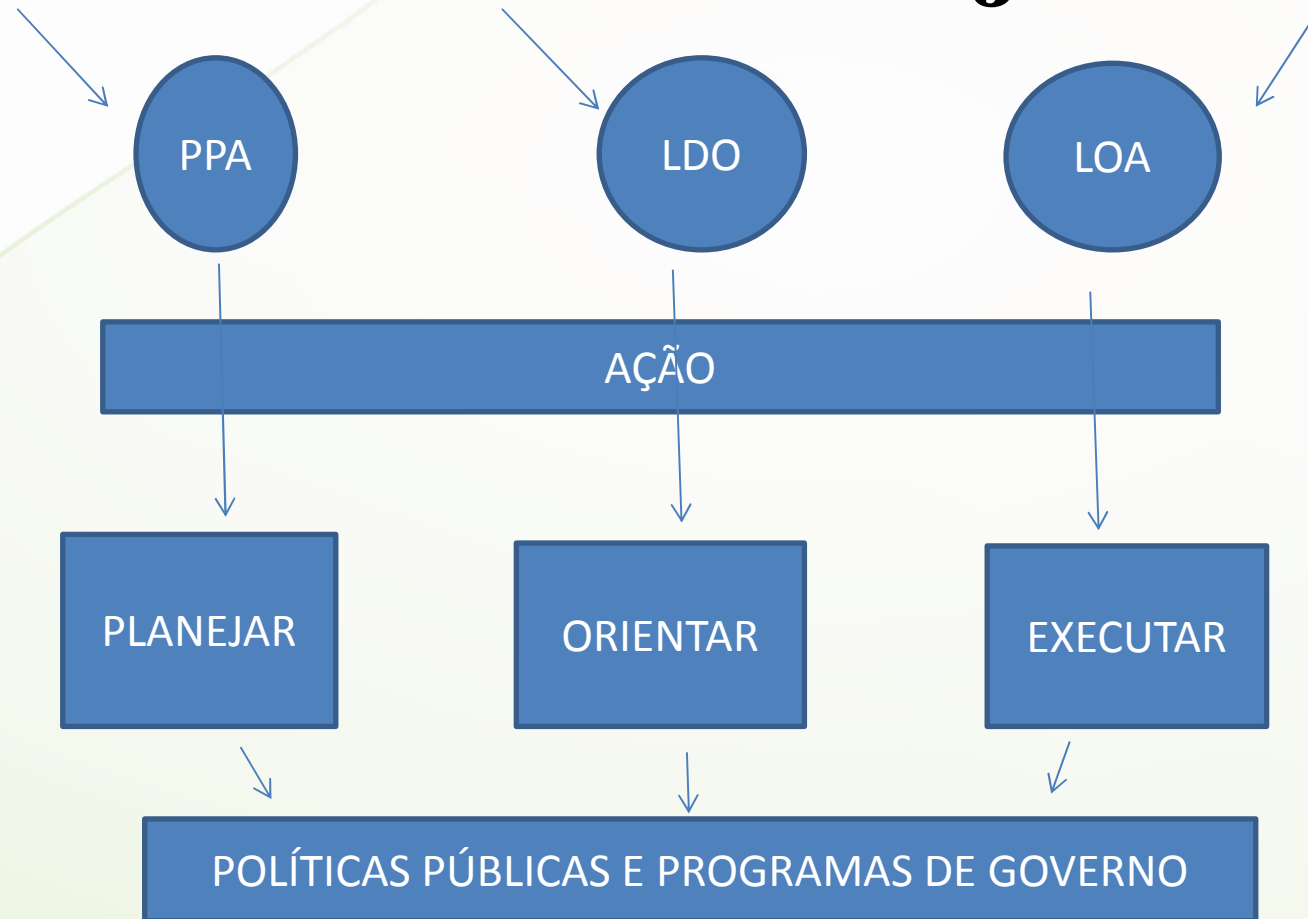 PPA
LDO
LOA
AÇÃO
PLANEJAR
ORIENTAR
EXECUTAR
POLÍTICAS PÚBLICAS E PROGRAMAS DE GOVERNO